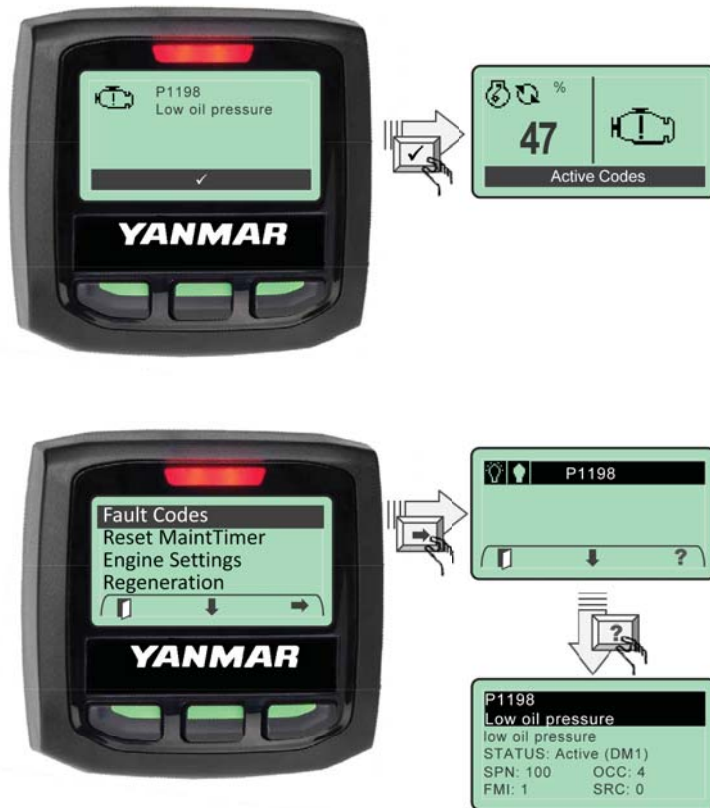 P1198
Low oil pressure
✓
YANMAR
✓
%
47
Active Codes
Fault Codes
Reset MaintTimer
Engine Settings
Regeneration
YANMAR
P1198
?
?
P1198
Low oil pressure
low oil pressure
STATUS: Active (DM1)
SPN: 100 OCC: 4
FMI: 1 SRC: 0